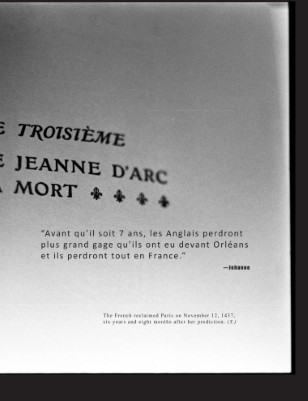 E TROISIÈME
E JEANNE D'ARC
A MORT
"Avant qu'il soit 7 ans, les Anglais perdront
plus grand gage qu'ils ont eu devant Orléans
et ils perdront tout en France."
—Jehanne
The French reclaimed Paris on November 12, 1437,
six years and eight months after her prediction. (T.)